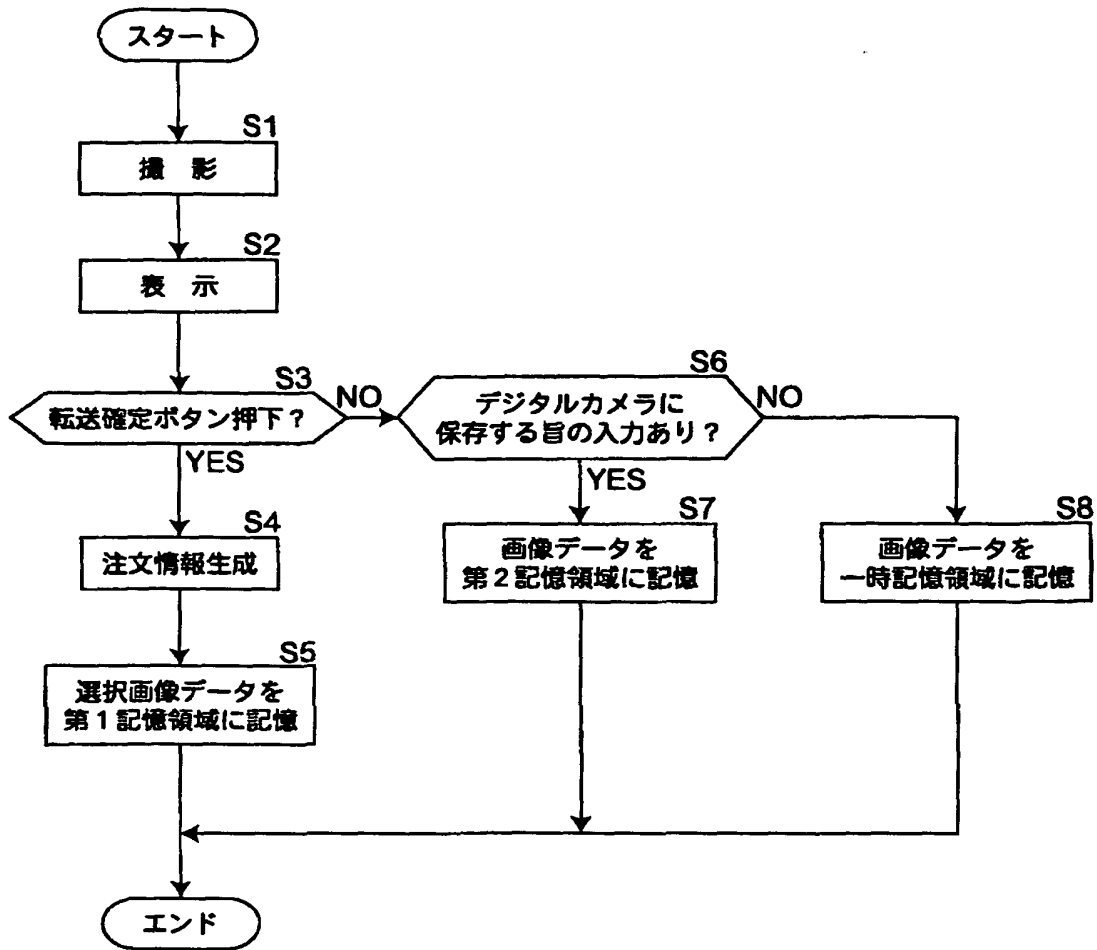 スタート
S1
撮 影
S2
表 示
S3
転送確定ボタン押下？
NO
YES
S6
デジタルカメラに
保存する旨の入力あり？
NO
YES
S4
注文情報生成
S7
画像データを
第２記憶領域に記憶
S8
画像データを
一時記憶領域に記憶
S5
選択画像データを
第１記憶領域に記憶
エンド